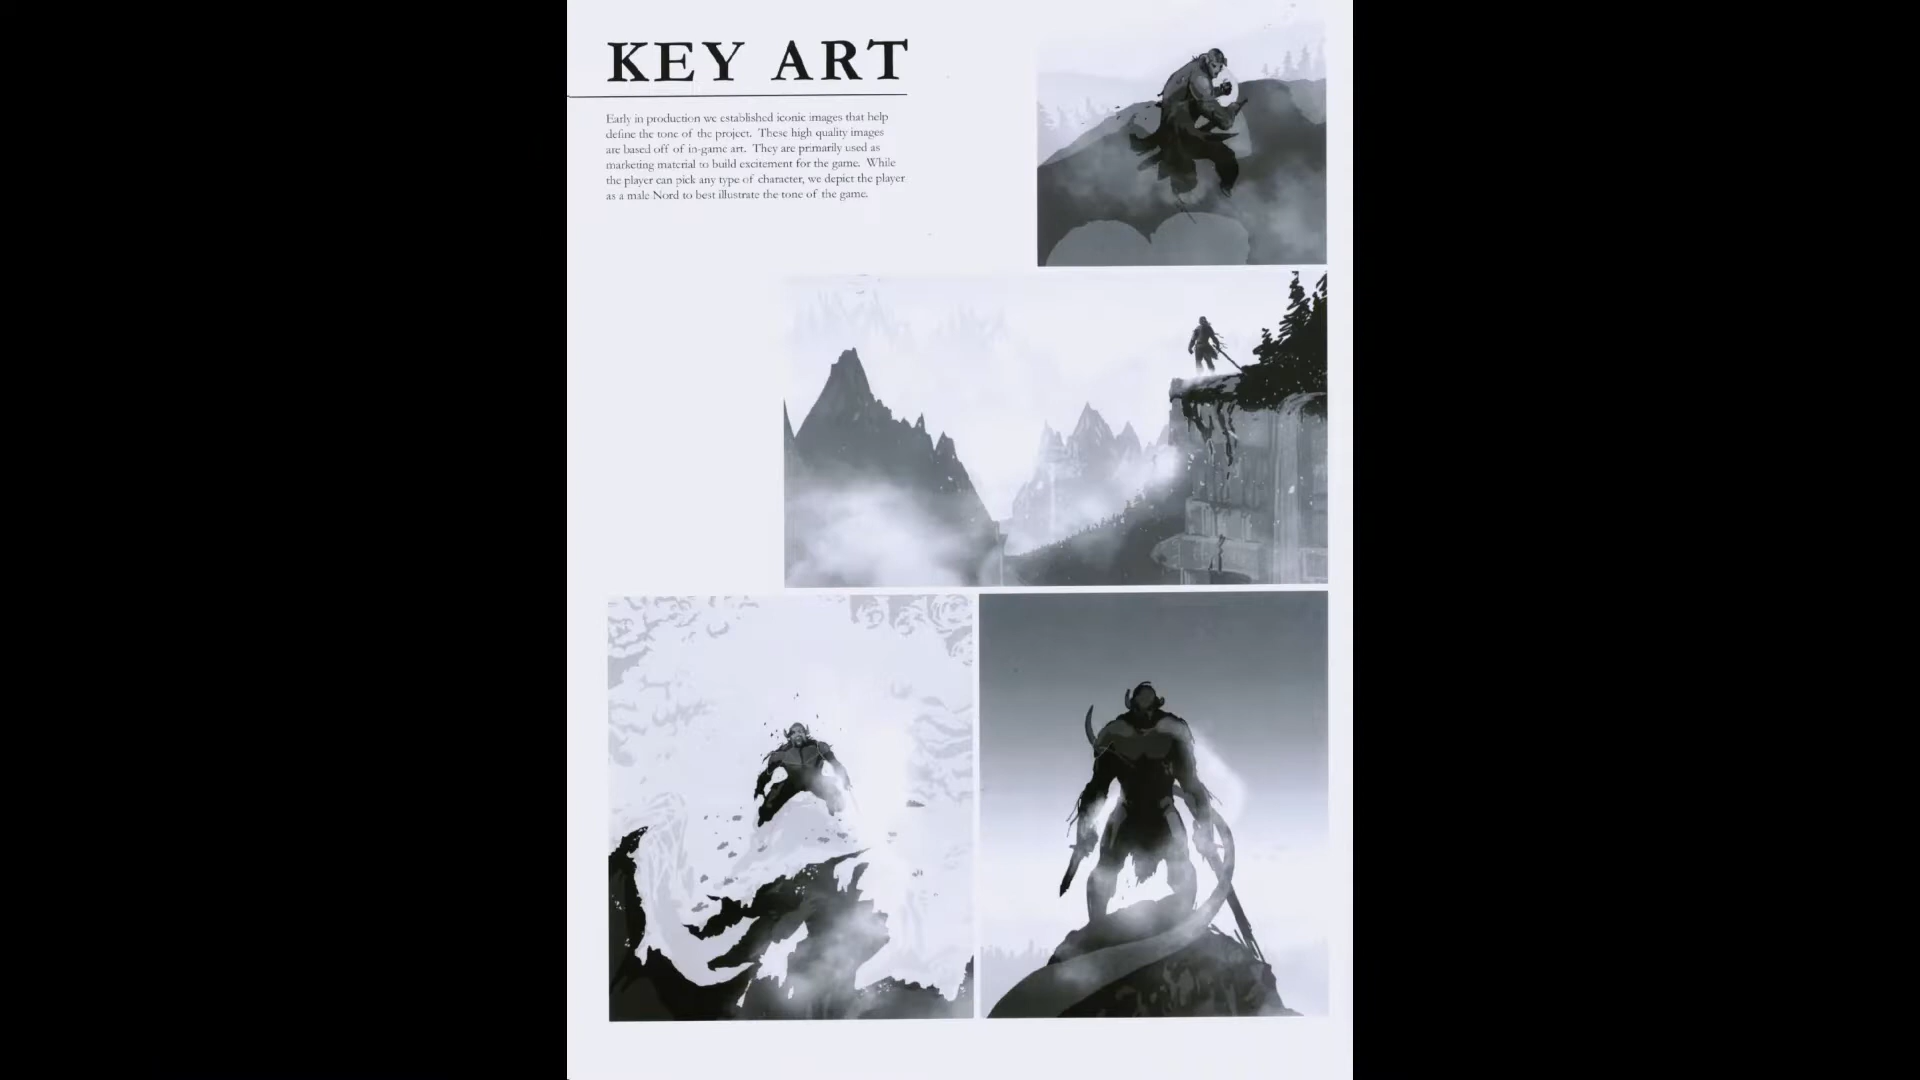 KEY ART
Early in production we established iconic images that help
define the tone of the project. These high quality images
are based off of in-game art. They are primarily used as
marketing material to build excitement for the game. While
the player can pick any type of character, we depict the player
as a male Nord to best illustrate the tone of the game.